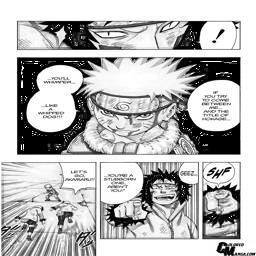 !
IF YOU
TRY TO COME
BETWEEN
ME...
AND THE
TITLE OF
HOKAGE...
...YOU'LL
WHIMPER...
...LIKE
A
WHIPPED
DOG!!!
SHF
SHF
GEEZ...
...YOU'RE A
STUBBORN
ONE,
AREN'T
YOU?
LET'S
GO,
AKAMARU!!
COLORED
MANGA.COM